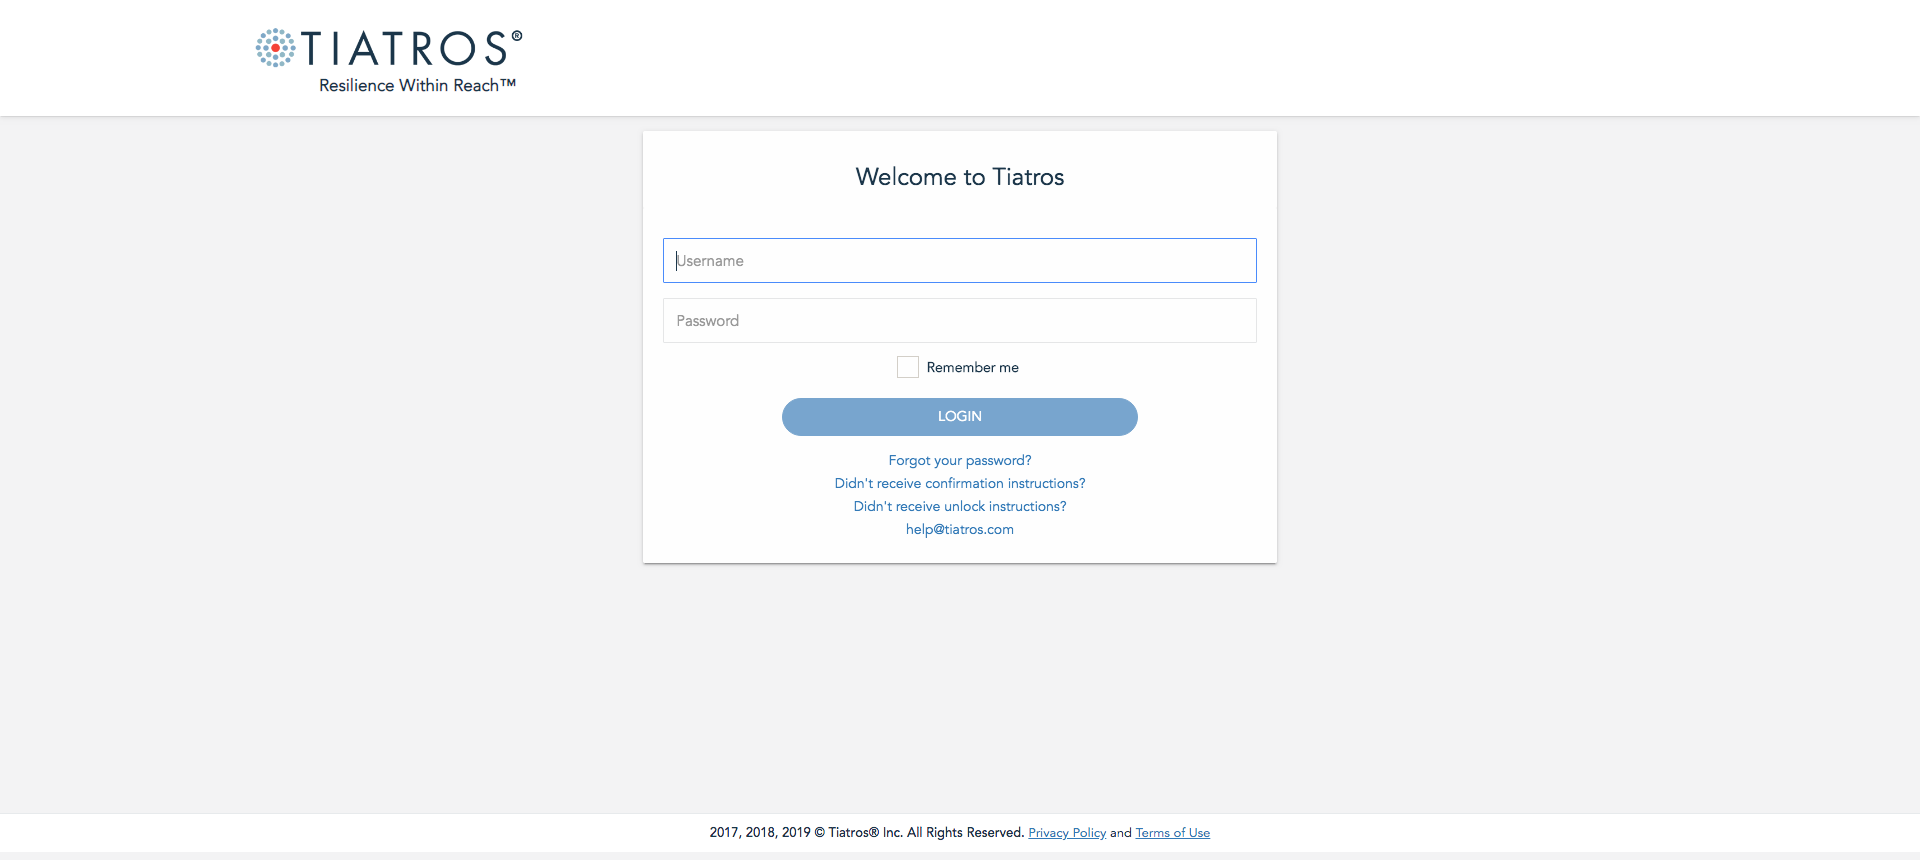 TIATROS®
Resilience Within Reach™
Welcome to Tiatros
Username
Password
Remember me
LOGIN
Forgot your password?
Didn't receive confirmation instructions?
Didn't receive unlock instructions?
help@tiatros.com
2017, 2018, 2019 © Tiatros® Inc. All Rights Reserved. Privacy Policy and Terms of Use